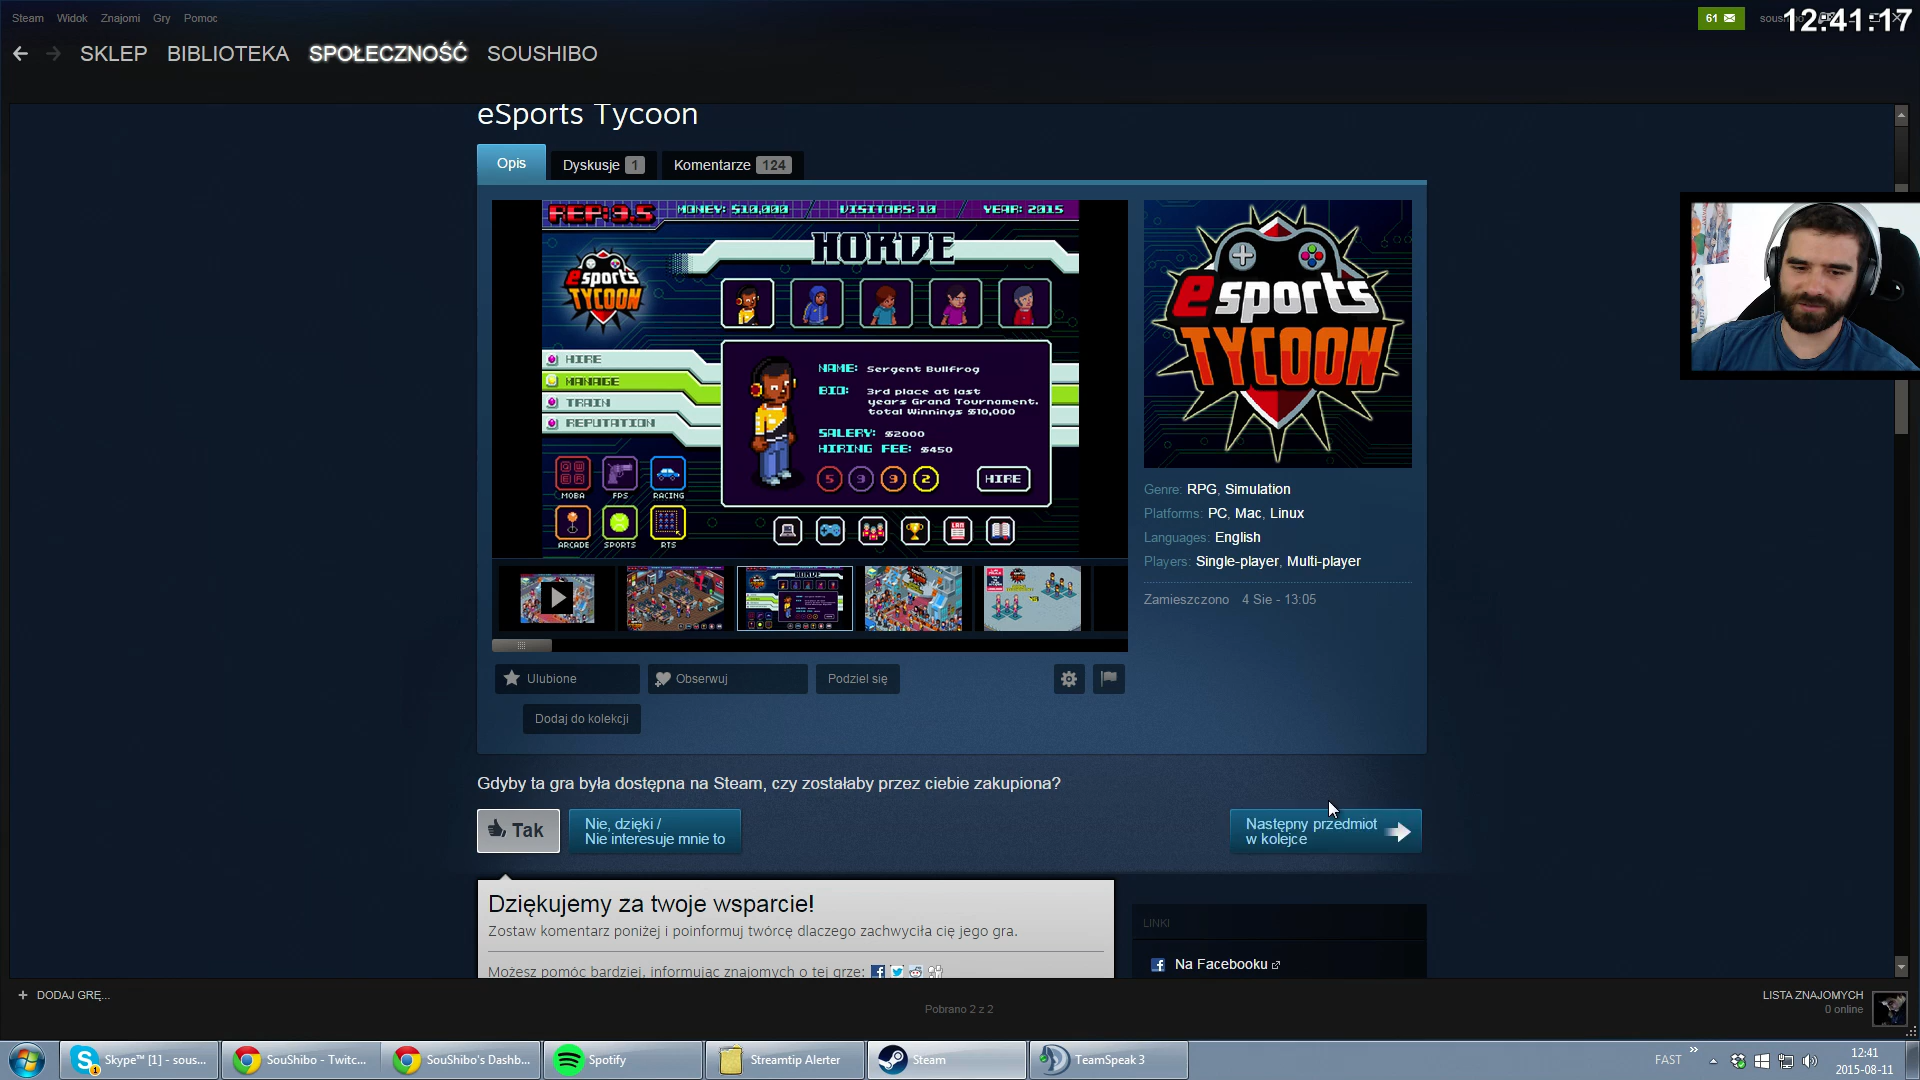 Steam Widok Znajomi Gry Pomoc
61
12:41:17
SKLEP BIBLIOTEKA SPOŁECZNOŚĆ SOUSHIBO
eSports Tycoon
Opis
Dyskusje 1
Komentarze 124
REP:3.5 MONEY: $10,000 VISITORS:10 YEAR: 2015
HORDE
eSports TYCOON
HIRE
MANAGE
TRAIN
REPUTATION
NAME: Sergent Bullfrog
BIO: 3rd place at last
years Grand Tournament.
total Winnings $10,000
SALERY: $2000
HIRING FEE: $450
5 9 9 2
HIRE
MOBA FPS RACING
ARCADE SPORTS RTS
LAN
eSports TYCOON
Genre: RPG, Simulation
Platforms: PC, Mac, Linux
Languages: English
Players: Single-player, Multi-player
Zamieszczono 4 Sie - 13:05
Ulubione
Obserwuj
Podziel się
Dodaj do kolekcji
Gdyby ta gra była dostępna na Steam, czy zostałaby przez ciebie zakupiona?
Tak
Nie, dzięki /
Nie interesuje mnie to
Następny przedmiot
w kolejce
Dziękujemy za twoje wsparcie!
Zostaw komentarz poniżej i poinformuj twórcę dlaczego zachwyciła cię jego gra.
Możesz pomóc bardziej, informując znajomych o tej grze:
LINKI
Na Facebooku
+ DODAJ GRĘ...
Pobrano 2 z 2
LISTA ZNAJOMYCH
0 online
Skype™ [1] - sous...
SouShibo - Twitc...
SouShibo's Dashb...
Spotify
Streamtip Alerter
Steam
TeamSpeak 3
FAST
12:41
2015-08-11